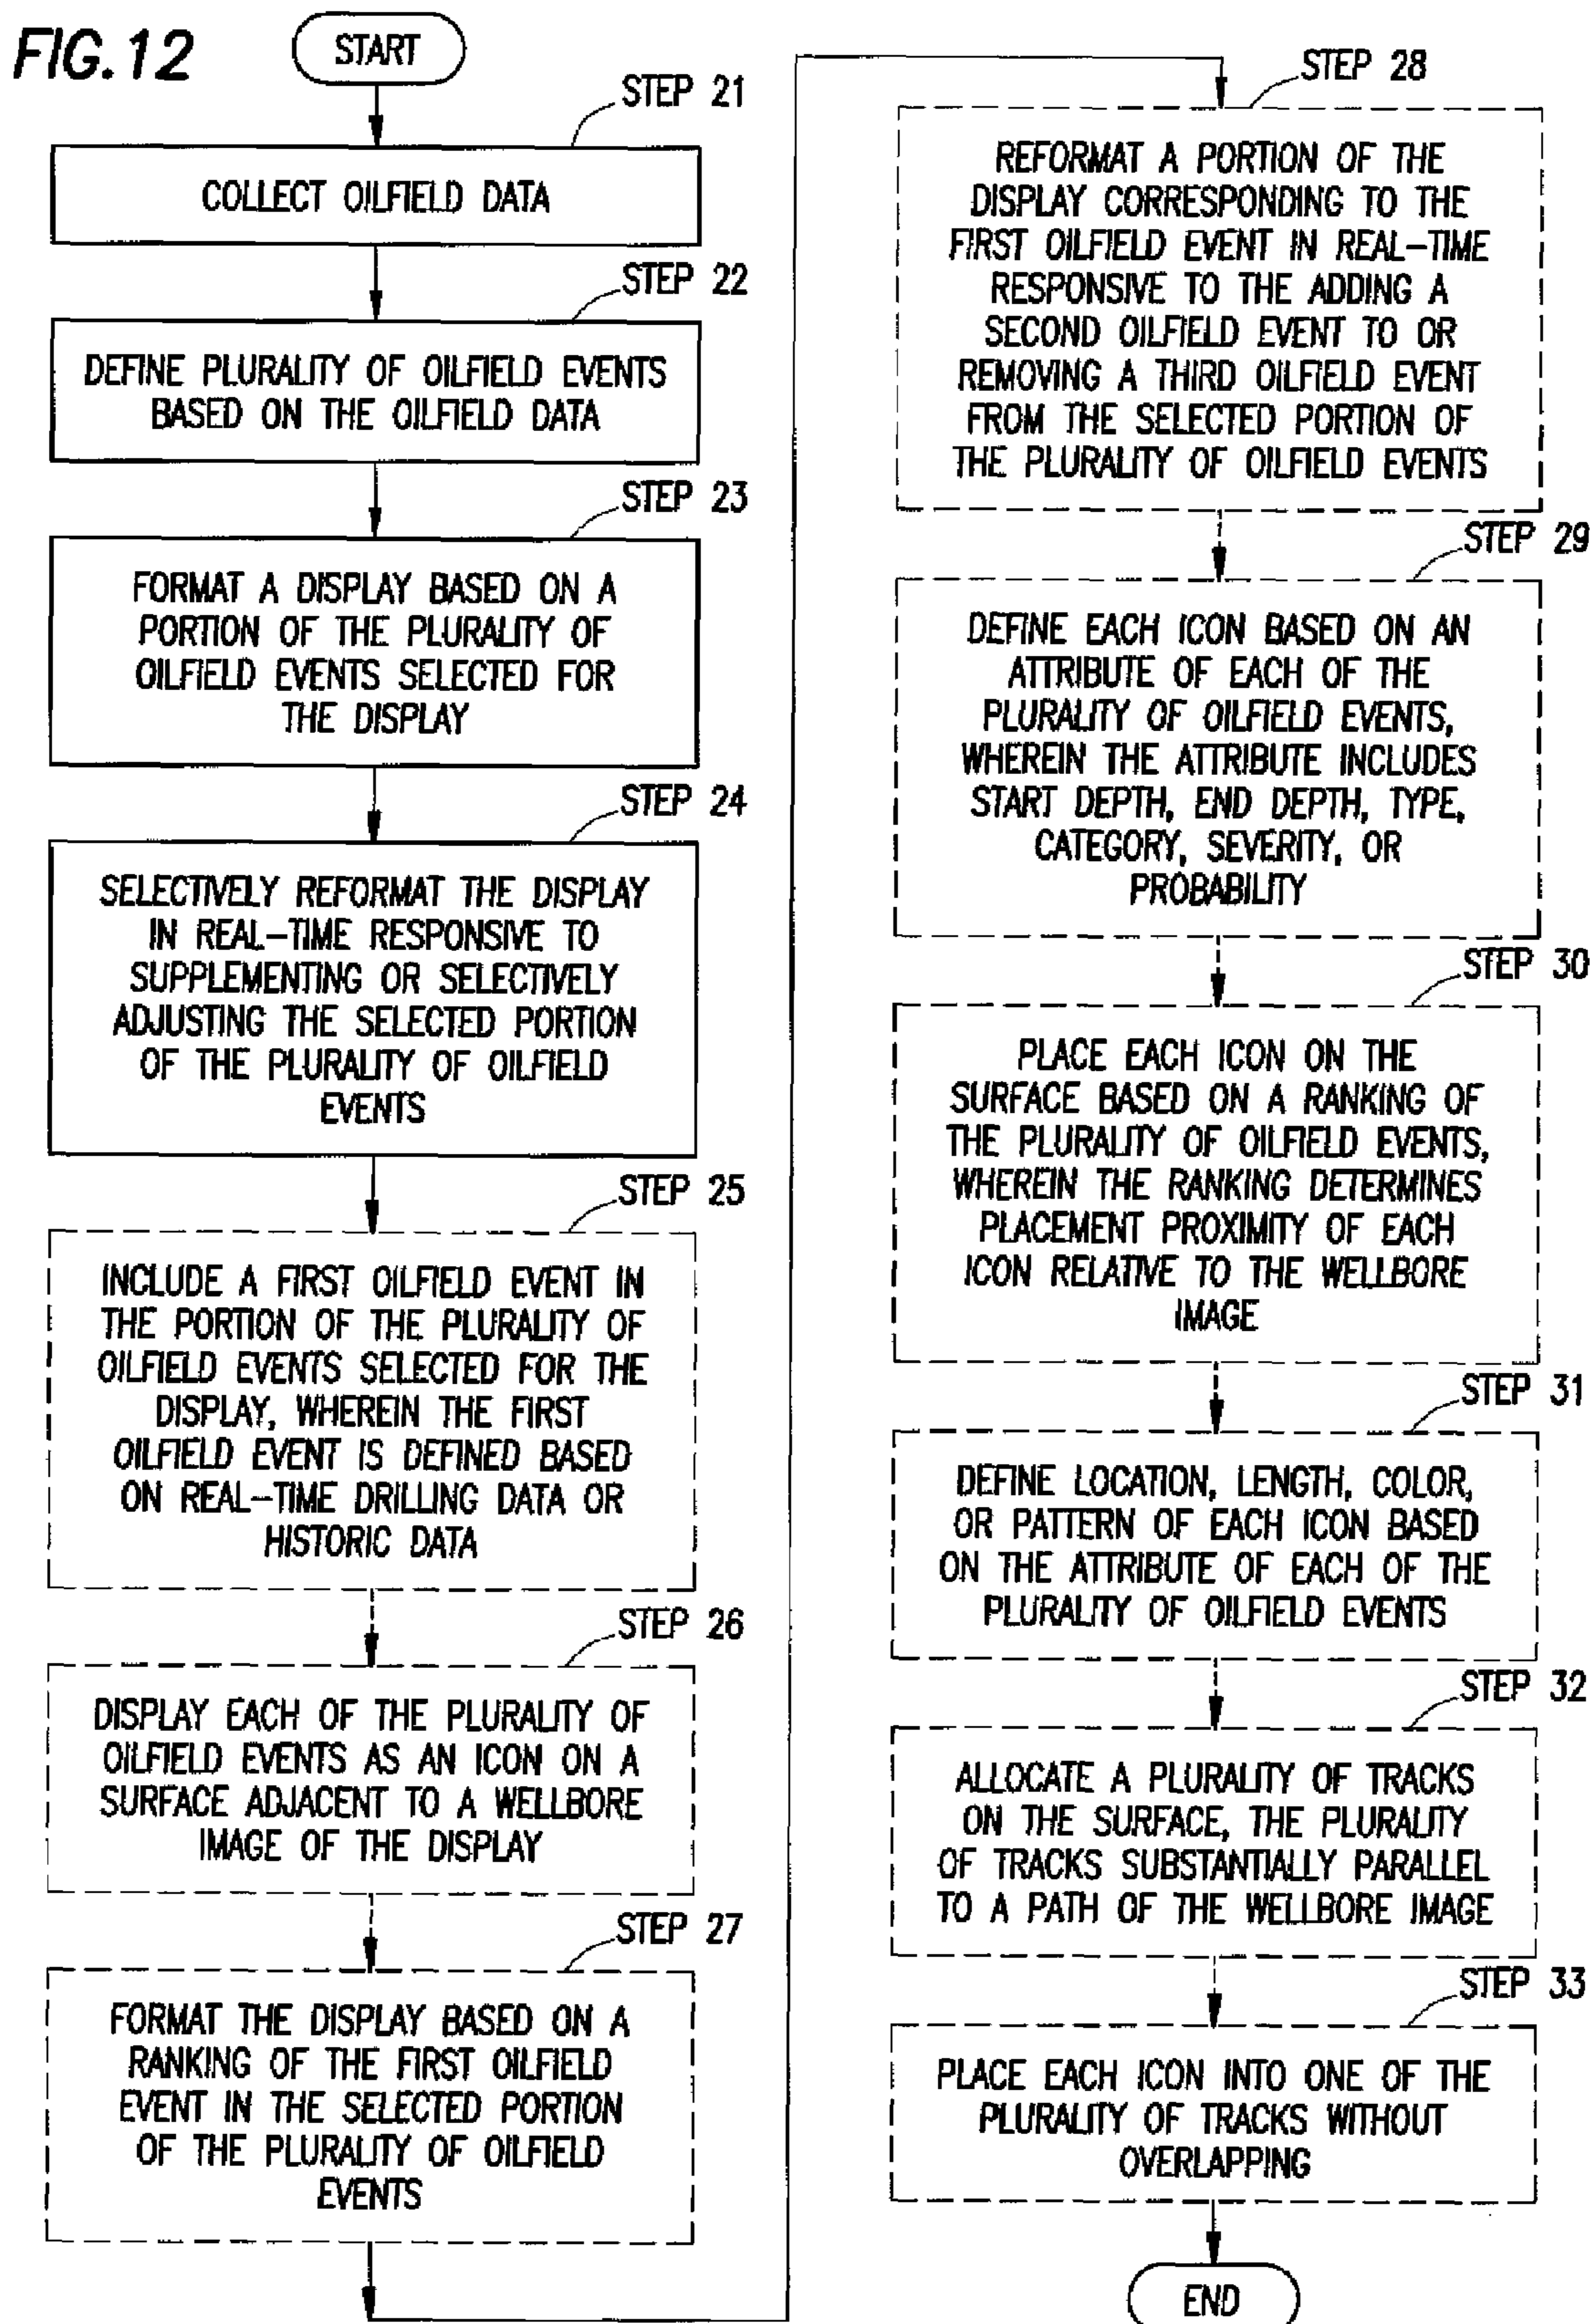 FIG. 12
START
STEP 21
COLLECT OILFIELD DATA
STEP 22
DEFINE PLURALITY OF OILFIELD EVENTS
BASED ON THE OILFIELD DATA
STEP 23
FORMAT A DISPLAY BASED ON A
PORTION OF THE PLURALITY OF
OILFIELD EVENTS SELECTED FOR
THE DISPLAY
STEP 24
SELECTIVELY REFORMAT THE DISPLAY
IN REAL-TIME RESPONSIVE TO
SUPPLEMENTING OR SELECTIVELY
ADJUSTING THE SELECTED PORTION
OF THE PLURALITY OF OILFIELD
EVENTS
STEP 25
INCLUDE A FIRST OILFIELD EVENT IN
THE PORTION OF THE PLURALITY OF
OILFIELD EVENTS SELECTED FOR THE
DISPLAY, WHEREIN THE FIRST
OILFIELD EVENT IS DEFINED BASED
ON REAL-TIME DRILLING DATA OR
HISTORIC DATA
STEP 26
DISPLAY EACH OF THE PLURALITY OF
OILFIELD EVENTS AS AN ICON ON A
SURFACE ADJACENT TO A WELLBORE
IMAGE OF THE DISPLAY
STEP 27
FORMAT THE DISPLAY BASED ON A
RANKING OF THE FIRST OILFIELD
EVENT IN THE SELECTED PORTION
OF THE PLURALITY OF OILFIELD
EVENTS
STEP 28
REFORMAT A PORTION OF THE
DISPLAY CORRESPONDING TO THE
FIRST OILFIELD EVENT IN REAL-TIME
RESPONSIVE TO THE ADDING A
SECOND OILFIELD EVENT TO OR
REMOVING A THIRD OILFIELD EVENT
FROM THE SELECTED PORTION OF
THE PLURALITY OF OILFIELD EVENTS
STEP 29
DEFINE EACH ICON BASED ON AN
ATTRIBUTE OF EACH OF THE
PLURALITY OF OILFIELD EVENTS,
WHEREIN THE ATTRIBUTE INCLUDES
START DEPTH, END DEPTH, TYPE,
CATEGORY, SEVERITY, OR
PROBABILITY
STEP 30
PLACE EACH ICON ON THE
SURFACE BASED ON A RANKING OF
THE PLURALITY OF OILFIELD EVENTS,
WHEREIN THE RANKING DETERMINES
PLACEMENT PROXIMITY OF EACH
ICON RELATIVE TO THE WELLBORE
IMAGE
STEP 31
DEFINE LOCATION, LENGTH, COLOR,
OR PATTERN OF EACH ICON BASED
ON THE ATTRIBUTE OF EACH OF THE
PLURALITY OF OILFIELD EVENTS
STEP 32
ALLOCATE A PLURALITY OF TRACKS
ON THE SURFACE, THE PLURALITY
OF TRACKS SUBSTANTIALLY PARALLEL
TO A PATH OF THE WELLBORE IMAGE
STEP 33
PLACE EACH ICON INTO ONE OF THE
PLURALITY OF TRACKS WITHOUT
OVERLAPPING
END